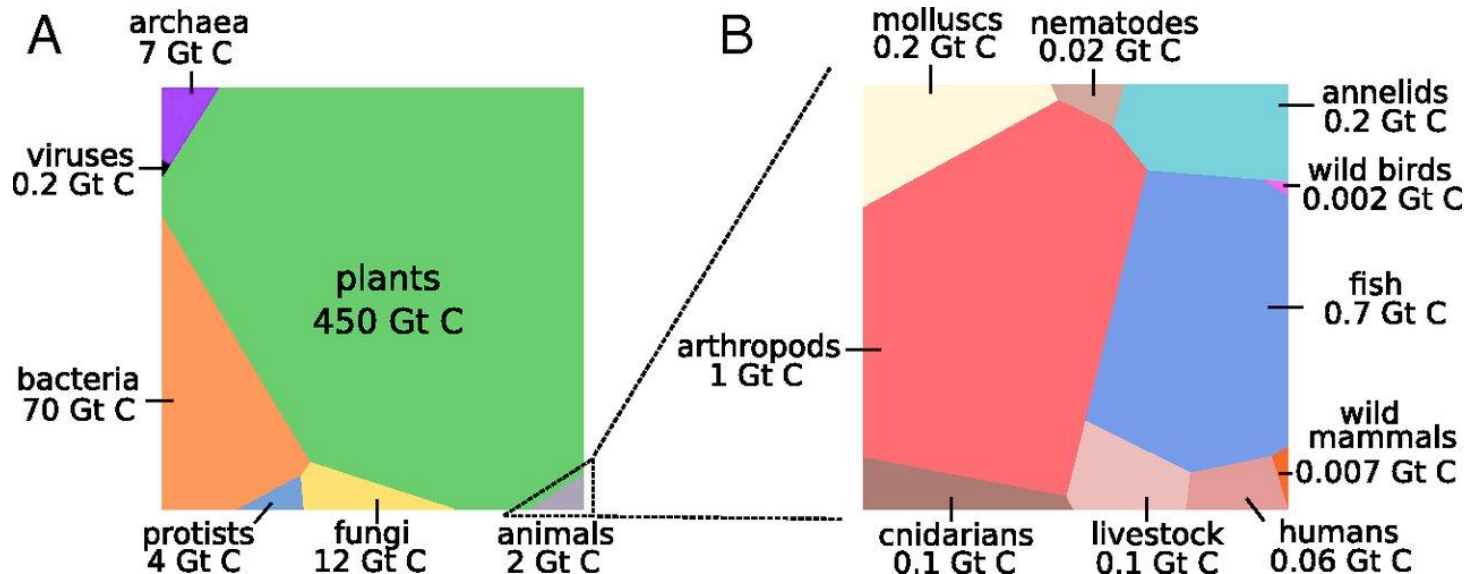 A
archaea
7 Gt C
viruses
0.2 Gt C
plants
450 Gt C
bacteria
70 Gt C
protists
4 Gt C
fungi
12 Gt C
animals
2 Gt C
B
molluscs
0.2 Gt C
nematodes
0.02 Gt C
annelids
0.2 Gt C
wild birds
0.002 Gt C
fish
0.7 Gt C
arthropods
1 Gt C
wild
mammals
0.007 Gt C
cnidarians
0.1 Gt C
livestock
0.1 Gt C
humans
0.06 Gt C